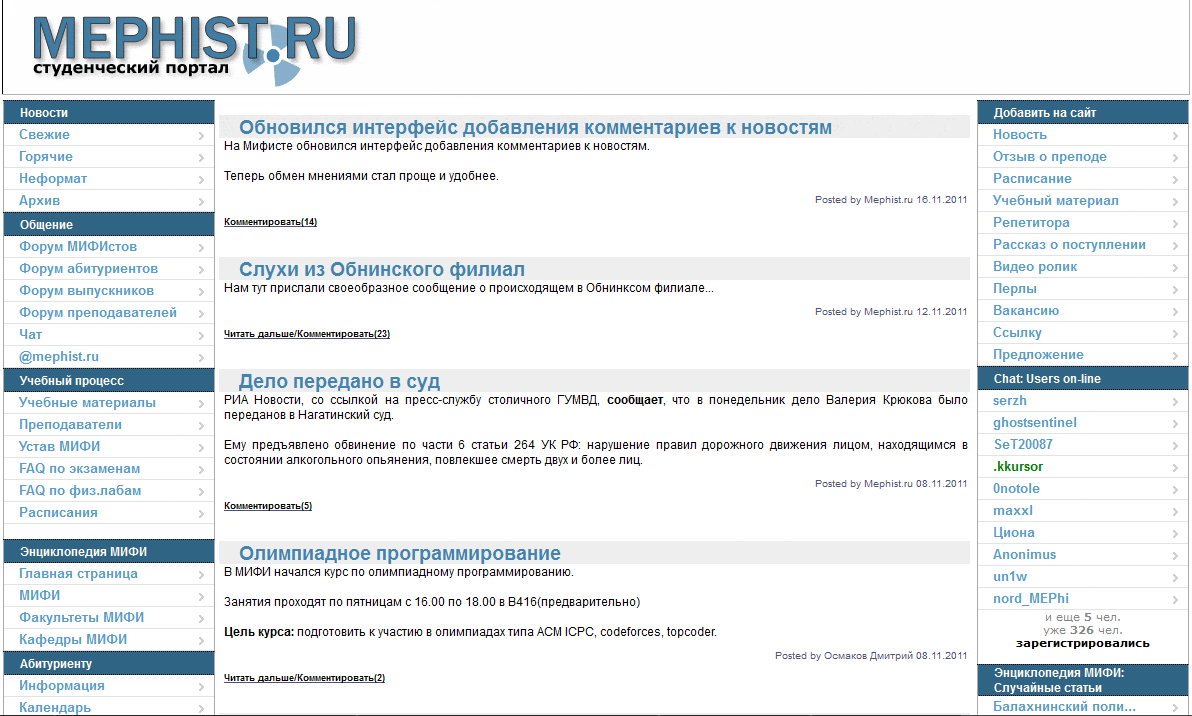 MEPHIST.RU
студенческий портал
Новости
Свежие
Горячие
Неформат
Архив
Общение
Форум МИФИстов
Форум абитуриентов
Форум выпускников
Форум преподавателей
Чат
@mephist.ru
Учебный процесс
Учебные материалы
Преподаватели
Устав МИФИ
FAQ по экзаменам
FAQ по физ.лабам
Расписания
Энциклопедия МИФИ
Главная страница
МИФИ
Факультеты МИФИ
Кафедры МИФИ
Абитуриенту
Информация
Календарь
Обновился интерфейс добавления комментариев к новостям
На Мифисте обновился интерфейс добавления комментариев к новостям.
Теперь обмен мнениями стал проще и удобнее.
Posted by Mephist.ru 16.11.2011
Комментировать(14)
Слухи из Обнинского филиал
Нам тут прислали своеобразное сообщение о происходящем в Обнинксом филиале...
Posted by Mephist.ru 12.11.2011
Читать дальше/Комментировать(23)
Дело передано в суд
РИА Новости, со ссылкой на пресс-службу столичного ГУМВД, сообщает, что в понедельник дело Валерия Крюкова было
переданов в Нагатинский суд.
Ему предъявлено обвинение по части 6 статьи 264 УК РФ: нарушение правил дорожного движения лицом, находящимся в
состоянии алкогольного опьянения, повлекшее смерть двух и более лиц.
Posted by Mephist.ru 08.11.2011
Комментировать(5)
Олимпиадное программирование
В МИФИ начался курс по олимпиадному программированию.
Занятия проходят по пятницам с 16.00 по 18.00 в В416(предварительно)
Цель курса: подготовить к участию в олимпиадах типа ACM ICPC, codeforces, topcoder.
Posted by Осмаков Дмитрий 08.11.2011
Читать дальше/Комментировать(2)
Добавить на сайт
Новость
Отзыв о преподе
Расписание
Учебный материал
Репетитора
Рассказ о поступлении
Видео ролик
Перлы
Вакансию
Ссылку
Предложение
Chat: Users on-line
serzh
ghostsentinel
SeT20087
.kkursor
0notole
maxxl
Циона
Anonimus
un1w
nord_MEPhi
и еще 5 чел.
уже 326 чел.
зарегистрировались
Энциклопедия МИФИ:
Случайные статьи
Балахнинский поли...